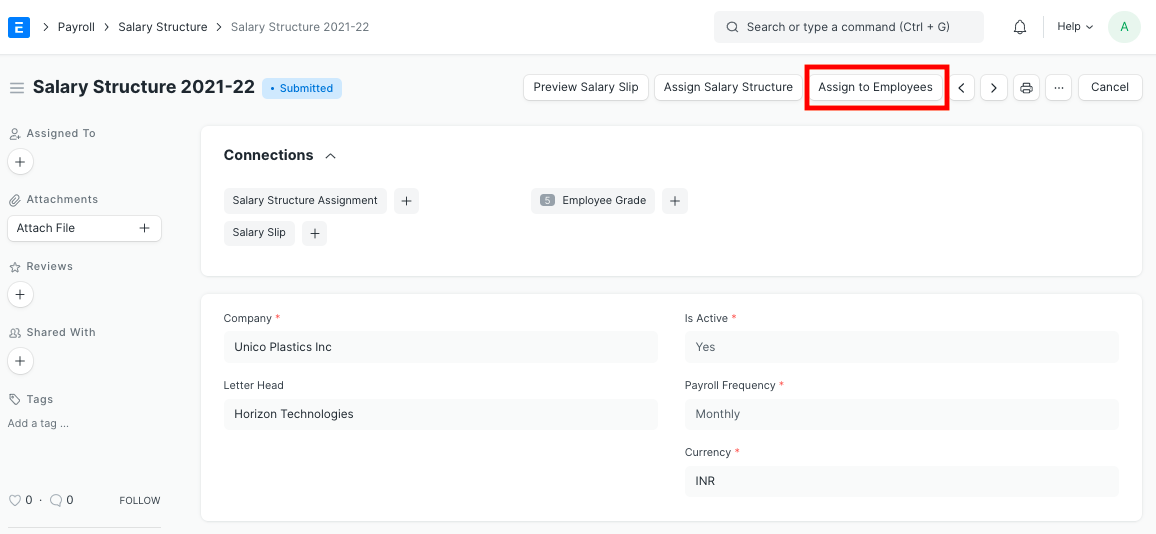 E Payroll Salary Structure Salary Structure 2021-22 Search or type a command (Ctrl + G) Help A
Salary Structure 2021-22 • Submitted Preview Salary Slip Assign Salary Structure Assign to Employees ... Cancel
Assigned To
+
Attachments
Attach File +
Reviews
+
Shared With
+
Tags
Add a tag ...
0 · 0 FOLLOW
Connections
Salary Structure Assignment + 5 Employee Grade +
Salary Slip +
Company * Is Active *
Unico Plastics Inc Yes
Letter Head Payroll Frequency *
Horizon Technologies Monthly
Currency *
INR